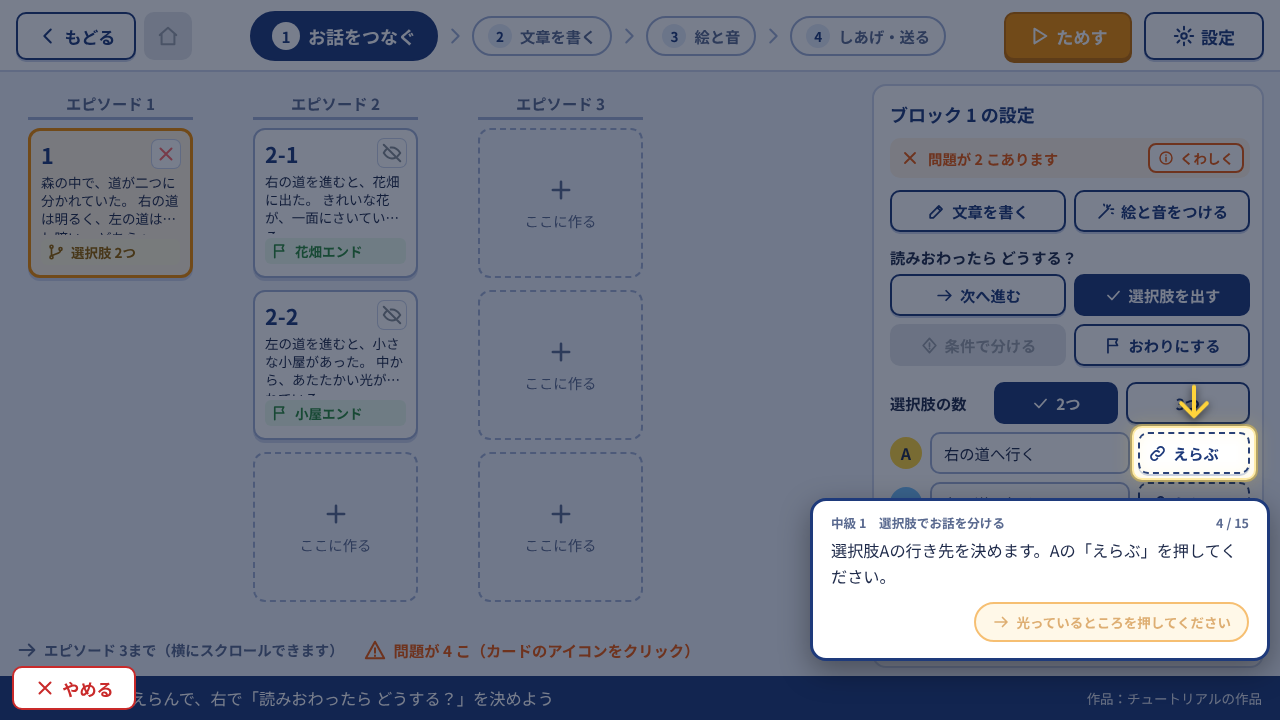 もどる
1 お話をつなぐ
2 文章を書く
3 絵と音
4 しあげ・送る
ためす
設定
エピソード 1
エピソード 2
エピソード 3
1
森の中で、道が二つに
分かれていた。 右の道
は明るく、左の道は…
選択肢 2つ
2-1
右の道を進むと、花畑
に出た。 きれいな花
が、一面にさいてい…
花畑エンド
2-2
左の道を進むと、小さ
な小屋があった。 中か
ら、あたたかい光が…
小屋エンド
ここに作る
ここに作る
ここに作る
ここに作る
ブロック 1 の設定
問題が 2 こあります
くわしく
文章を書く
絵と音をつける
読みおわったら どうする？
次へ進む
選択肢を出す
条件で分ける
おわりにする
選択肢の数
2つ
A
右の道へ行く
えらぶ
中級 1 選択肢でお話を分ける
4 / 15
選択肢Aの行き先を決めます。Aの「えらぶ」を押してく
ださい。
光っているところを押してください
エピソード 3まで（横にスクロールできます）
問題が 4 こ（カードのアイコンをクリック）
やめる
えらんで、右で「読みおわったら どうする？」を決めよう
作品：チュートリアルの作品